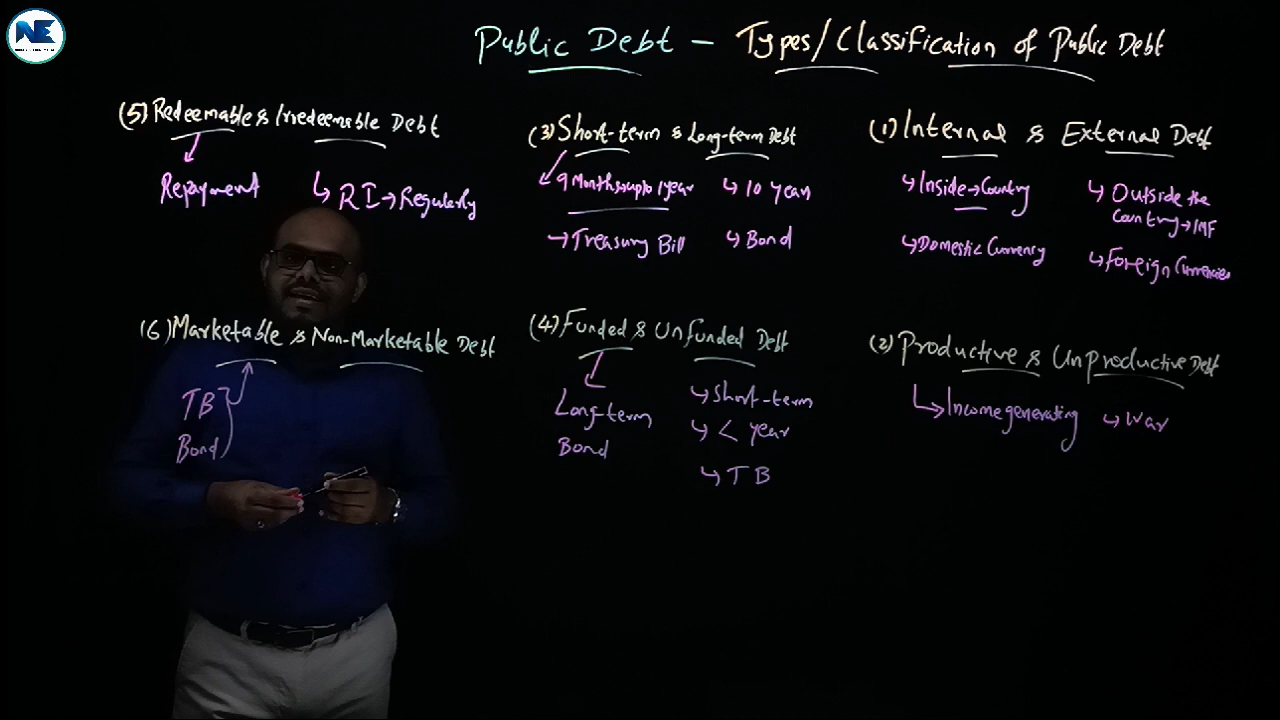 NE
Public Debt - Types/Classification of Public Debt
(1) Internal & External Debt
↳ Inside → Country
↳ Domestic Currency
↳ Outside the
Country → IMF
↳ Foreign Currencies
(2) Productive & Unproductive Debt
↳ Income generating
↳ War
(3) Short-term & Long-term Debt
9 Months upto 1 year
→ Treasury Bill
↳ 10 year
↳ Bond
(4) Funded & Unfunded Debt
Long-term
Bond
↳ Short-term
↳ < year
↳ TB
(5) Redeemable & Irredeemable Debt
Repayment
↳ RI → Regularly
(6) Marketable & Non-Marketable Debt
TB
Bond